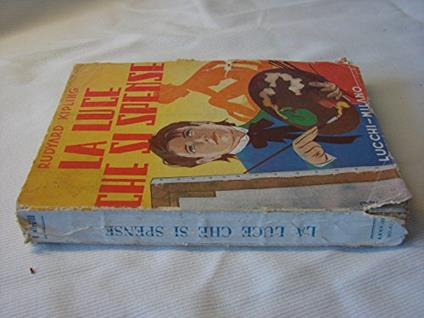 RUDYARD KIPLING
LA LUCE
CHE SI SPENSE
LUCCHI-MILANO
LA LUCE CHE SI SPENSE